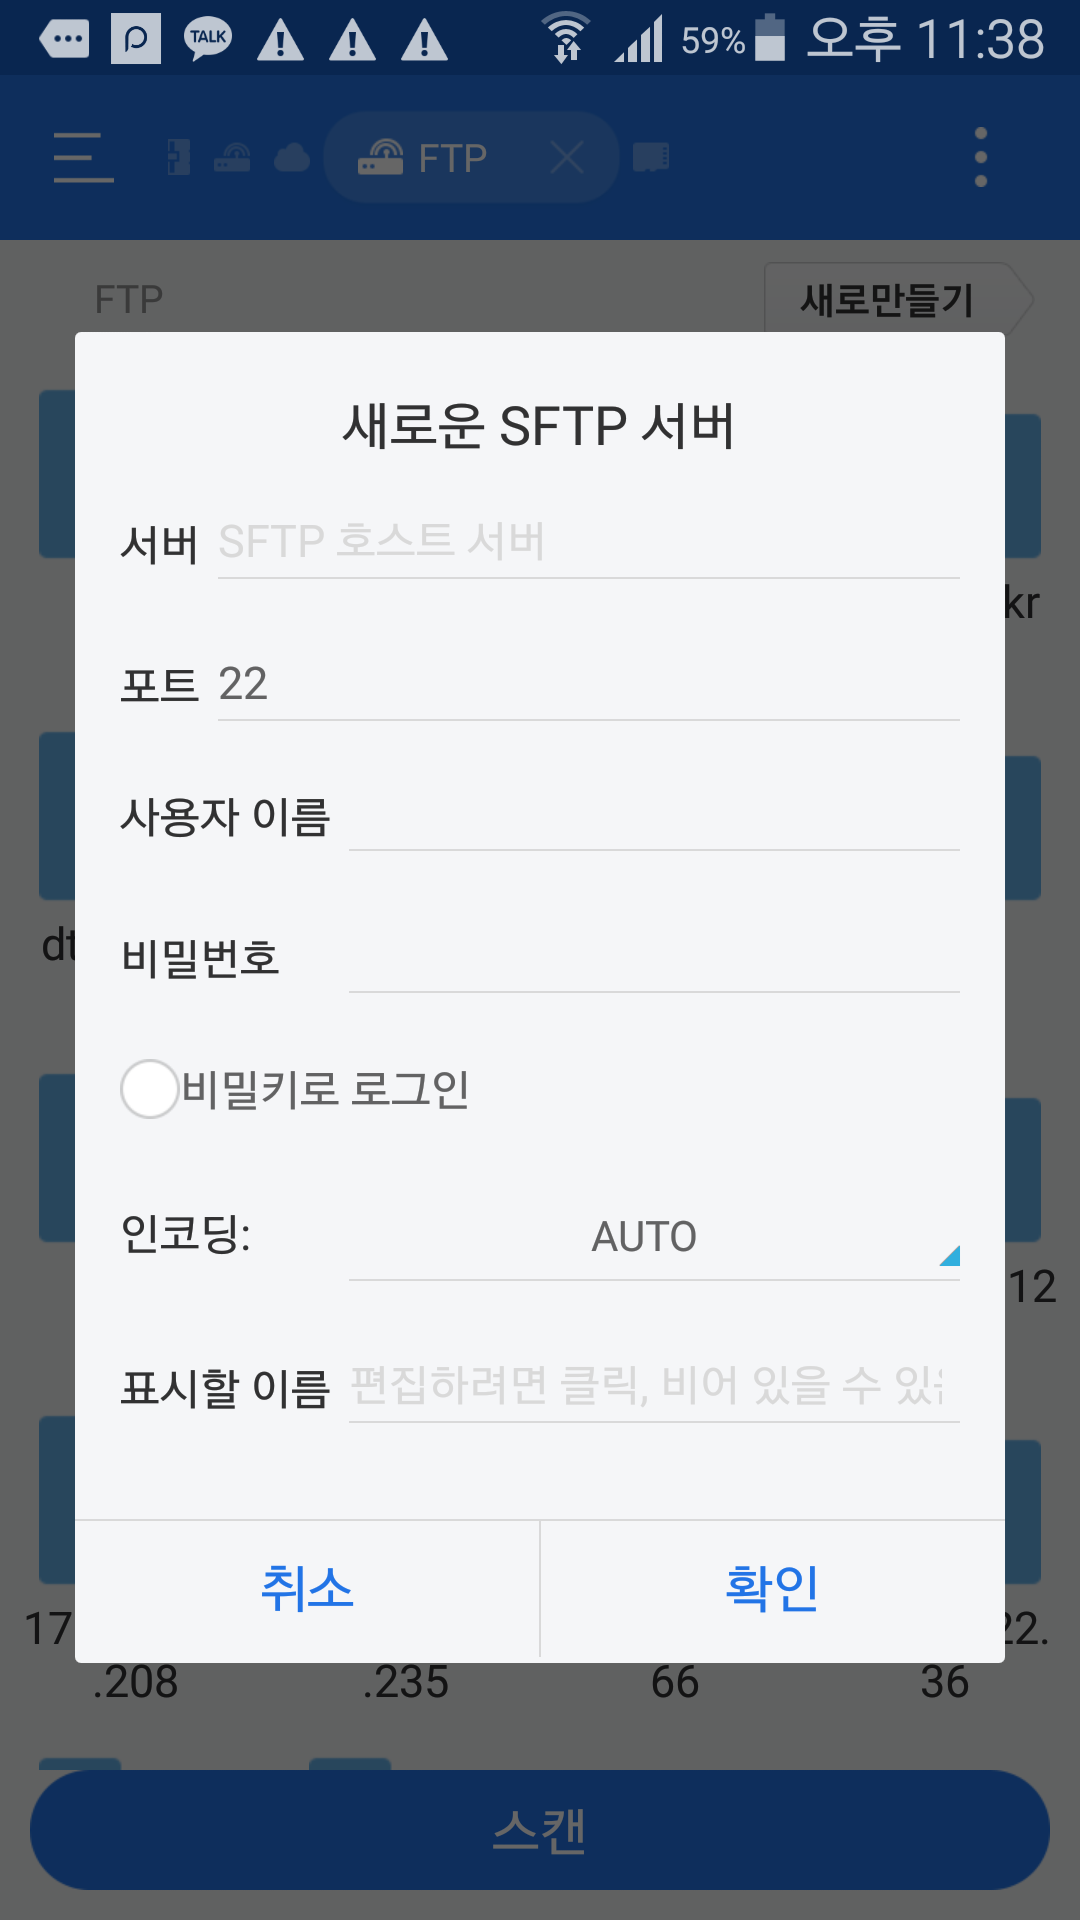 TALK
59%
오후 11:38
FTP
FTP
새로만들기
새로운 SFTP 서버
서버 SFTP 호스트 서버
kr
포트 22
사용자 이름
비밀번호
비밀키로 로그인
인코딩: AUTO
12
표시할 이름 편집하려면 클릭, 비어 있을 수 있
취소 확인
17
22.
.208 .235 66 36
스캔